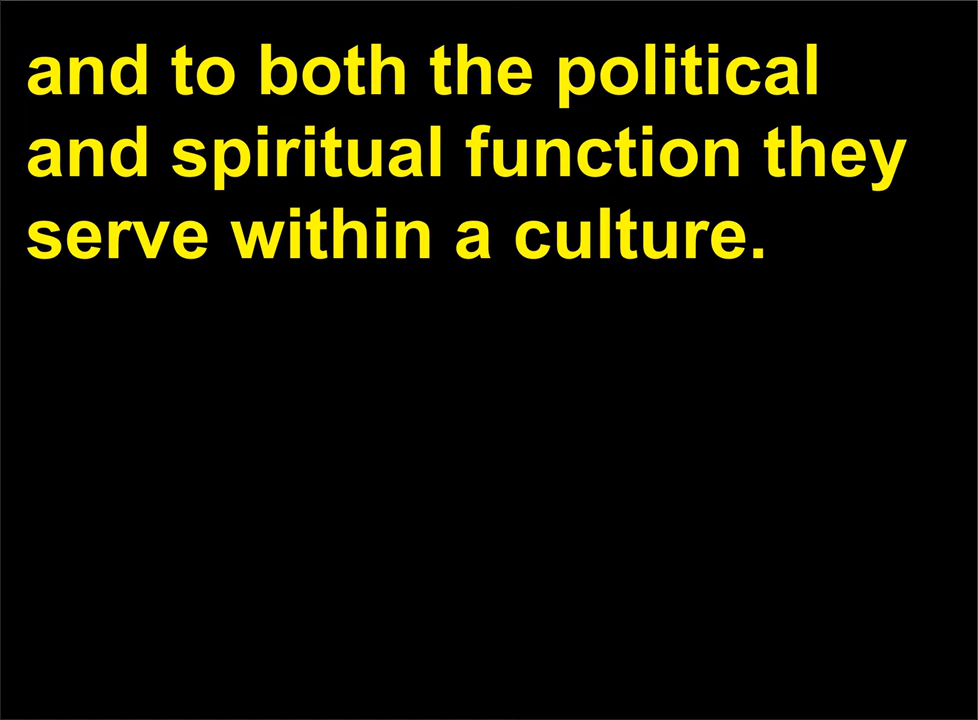 and to both the political
and spiritual function they
serve within a culture.